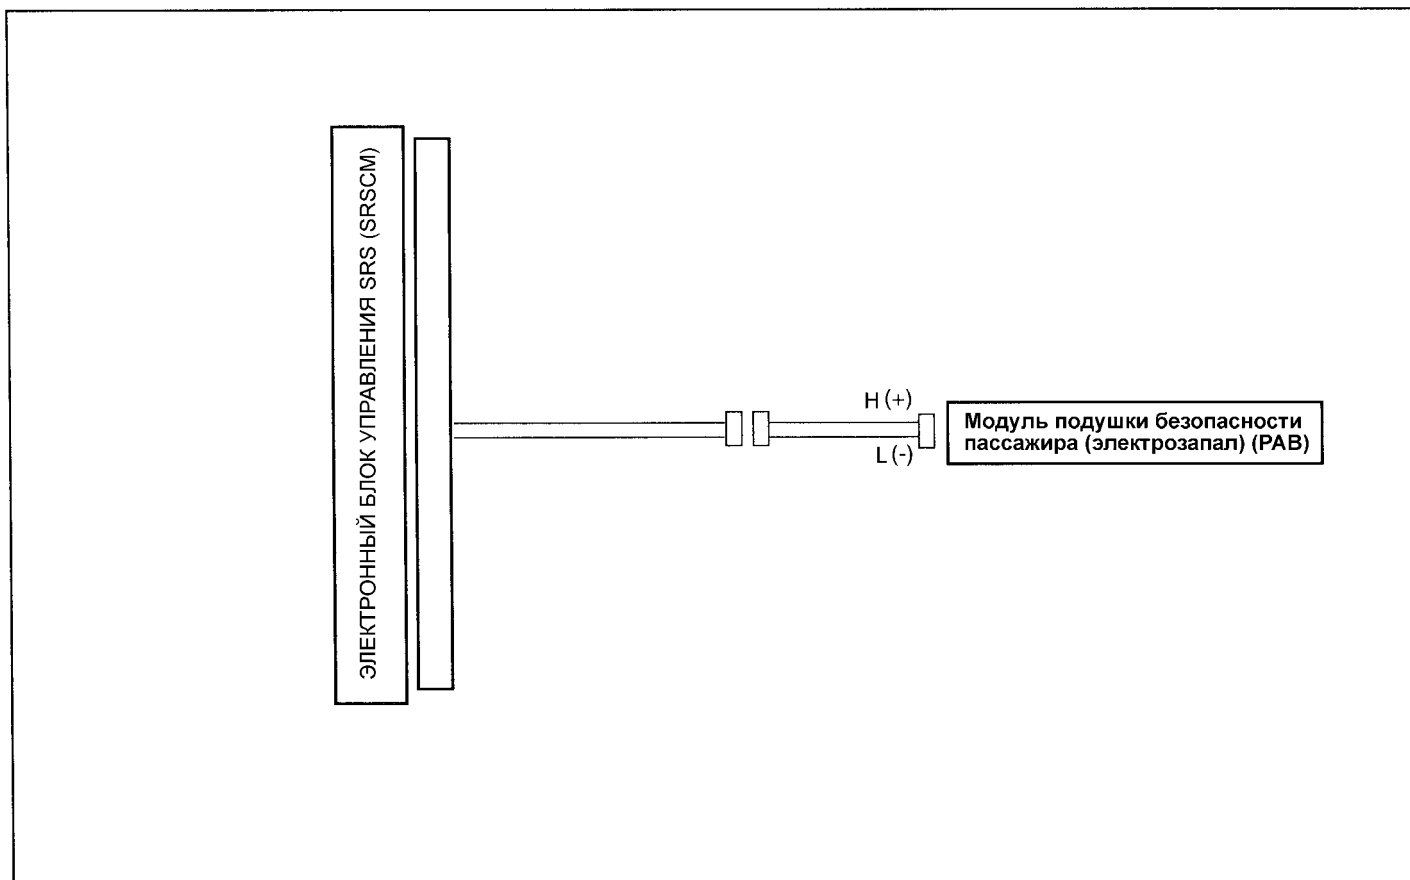 ЭЛЕКТРОННЫЙ БЛОК УПРАВЛЕНИЯ SRS (SRSCM)
H (+)
L (-)
Модуль подушки безопасности
пассажира (электрозапал) (PAB)